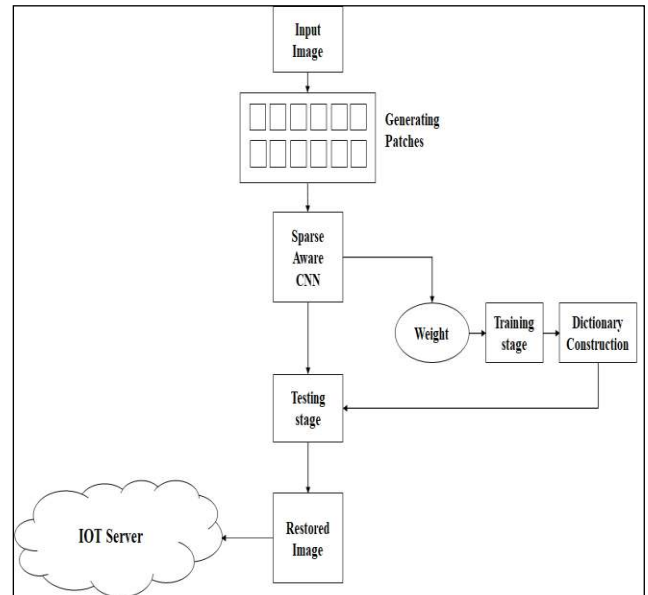 Input
Image
Generating
Patches
Sparse
Aware
CNN
Weight
Training
stage
Dictionary
Construction
Testing
stage
IOT Server
Restored
Image